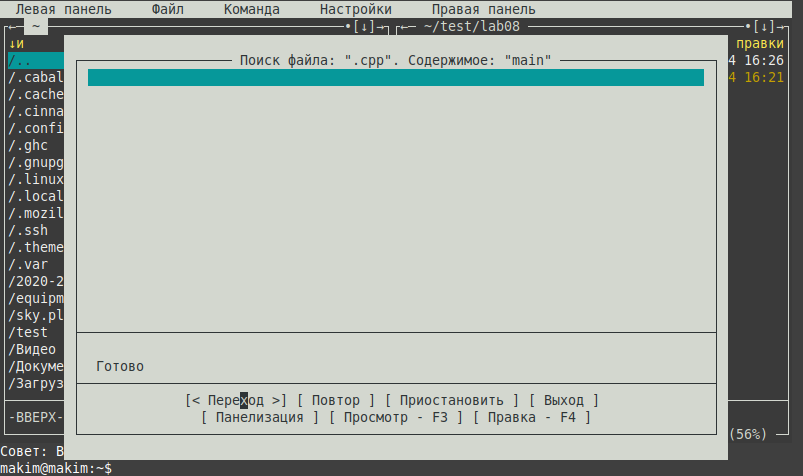 Левая панель Файл Команда Настройки Правая панель
← ~ •[↓]→ ← ~/test/lab08 •[↓]→
↓и правки
/.. 4 16:26
/.cabal 4 16:21
/.cache
/.cinna
/.confi
/.ghc
/.gnupg
/.linux
/.local
/.mozil
/.ssh
/.theme
/.var
/2020-2
/equipm
/sky.pl
/test
/Видео
/Докуме
/Загруз
-ВВЕРХ-
(56%)
Поиск файла: ".cpp". Содержимое: "main"
Готово
[< Переход >] [ Повтор ] [ Приостановить ] [ Выход ]
[ Панелизация ] [ Просмотр - F3 ] [ Правка - F4 ]
Совет: В
makim@makim:~$